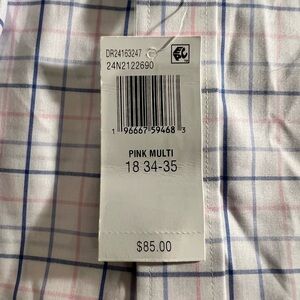 DR24163247
24N2122690
1 96667 59468 3
PINK MULTI
18 34-35
$85.00